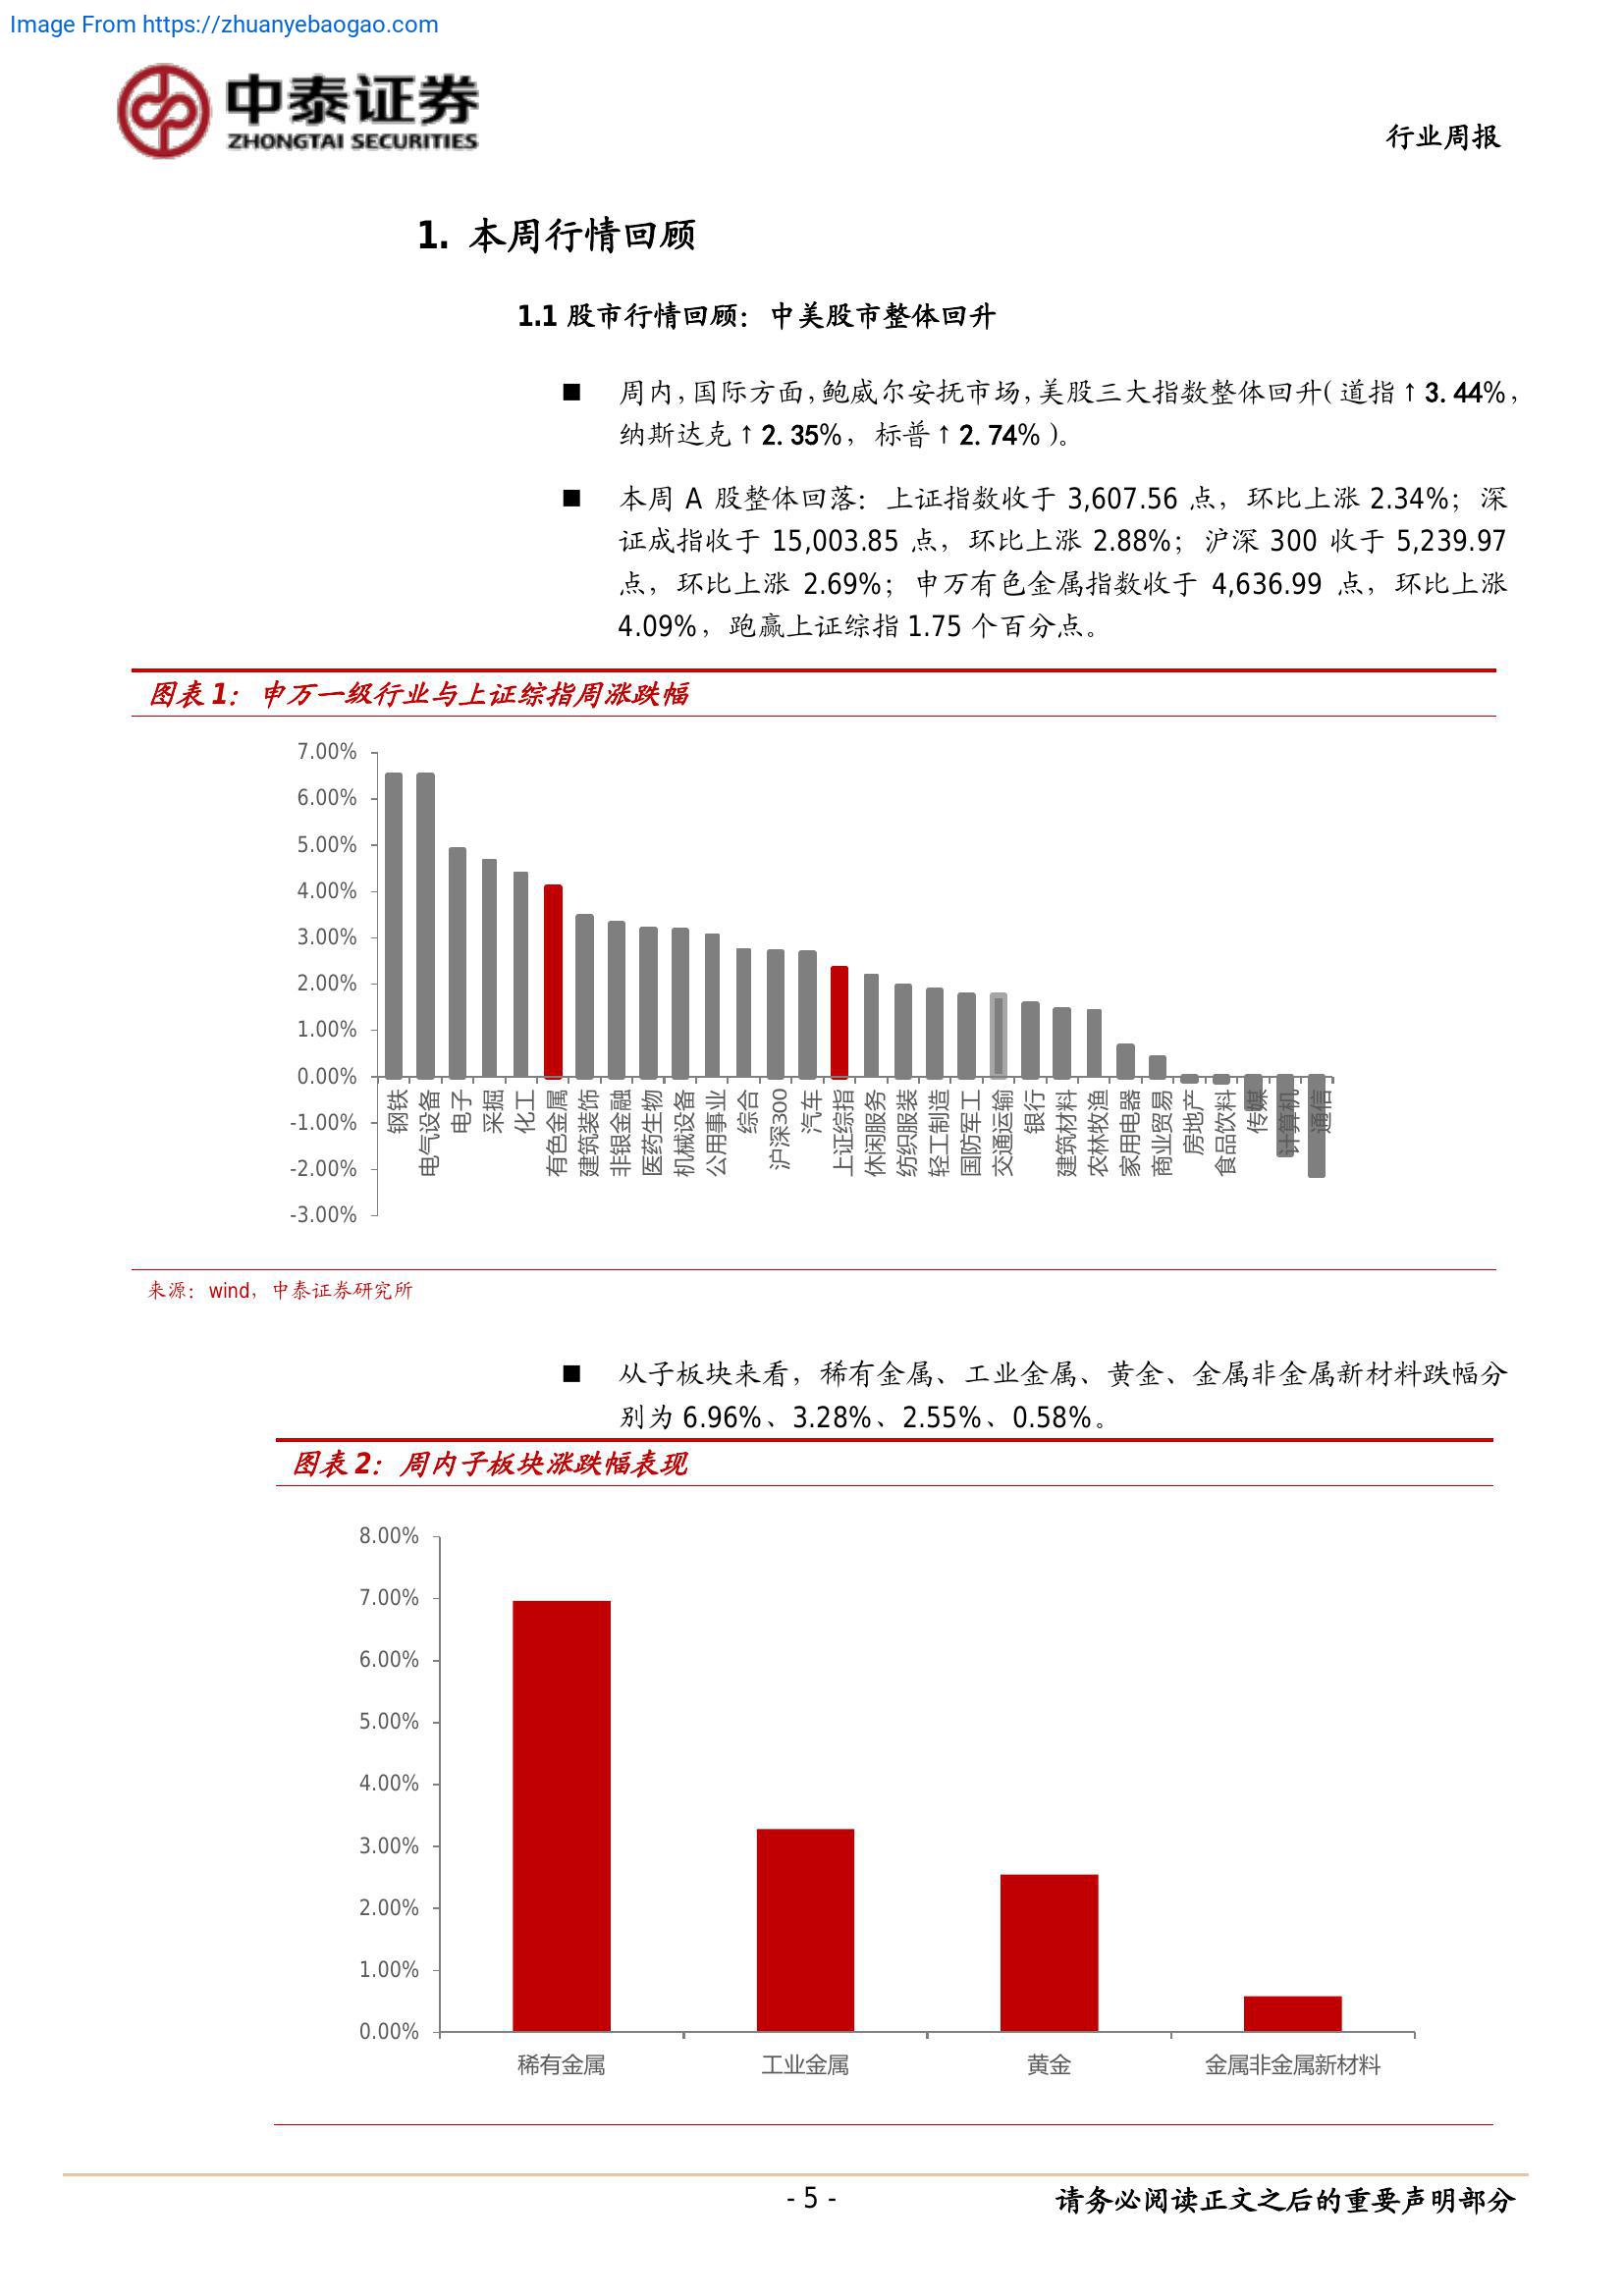 Image From https://zhuanyebaogao.com
中泰证券
ZHONGTAI SECURITIES
行业周报
1. 本周行情回顾
1.1 股市行情回顾：中美股市整体回升
■ 周内，国际方面，鲍威尔安抚市场，美股三大指数整体回升（道指↑3.44%，
纳斯达克↑2.35%，标普↑2.74%）。
■ 本周 A 股整体回落：上证指数收于 3,607.56 点，环比上涨 2.34%；深
证成指收于 15,003.85 点，环比上涨 2.88%；沪深 300 收于 5,239.97
点，环比上涨 2.69%；申万有色金属指数收于 4,636.99 点，环比上涨
4.09%，跑赢上证综指 1.75 个百分点。
图表 1：申万一级行业与上证综指周涨跌幅
7.00%
6.00%
5.00%
4.00%
3.00%
2.00%
1.00%
0.00%
-1.00%
-2.00%
-3.00%
钢铁
电气设备
电子
采掘
化工
有色金属
建筑装饰
非银金融
医药生物
机械设备
公用事业
综合
沪深300
汽车
上证综指
休闲服务
纺织服装
轻工制造
国防军工
交通运输
银行
建筑材料
农林牧渔
家用电器
商业贸易
房地产
食品饮料
传媒
计算机
通信
来源：wind，中泰证券研究所
■ 从子板块来看，稀有金属、工业金属、黄金、金属非金属新材料跌幅分
别为 6.96%、3.28%、2.55%、0.58%。
图表 2：周内子板块涨跌幅表现
8.00%
7.00%
6.00%
5.00%
4.00%
3.00%
2.00%
1.00%
0.00%
稀有金属
工业金属
黄金
金属非金属新材料
- 5 -
请务必阅读正文之后的重要声明部分